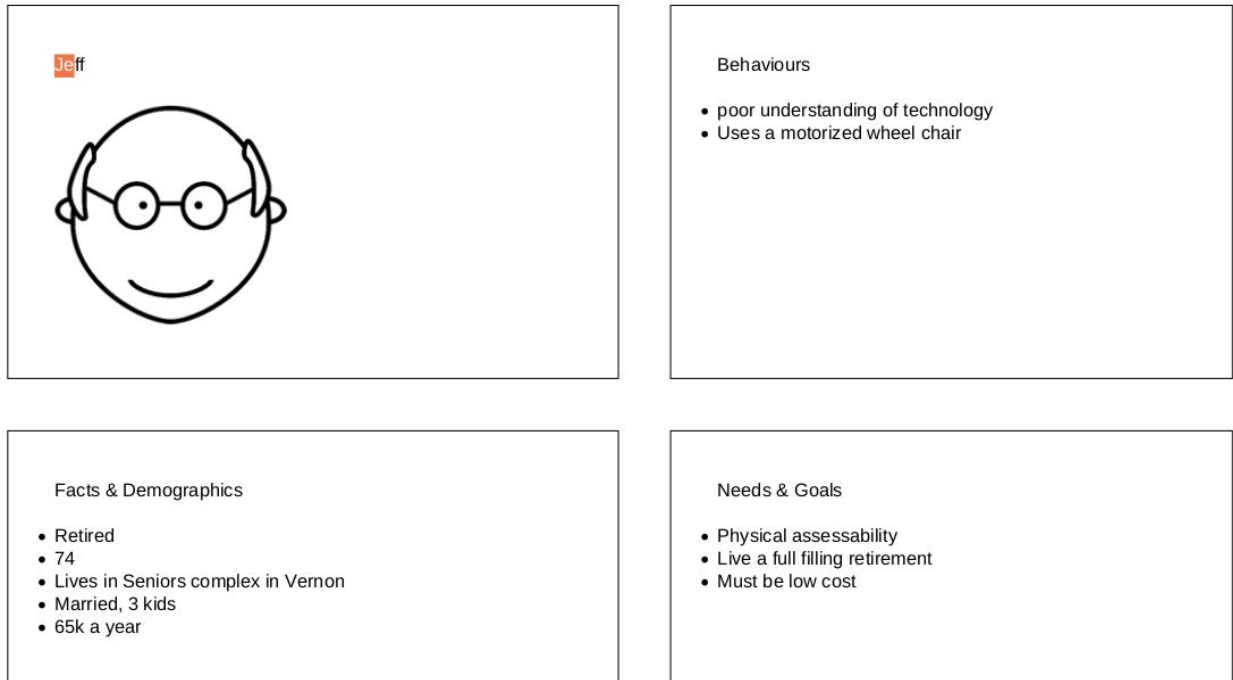 Jeff
Behaviours
• poor understanding of technology
• Uses a motorized wheel chair
Facts & Demographics
• Retired
• 74
• Lives in Seniors complex in Vernon
• Married, 3 kids
• 65k a year
Needs & Goals
• Physical assessability
• Live a full filling retirement
• Must be low cost